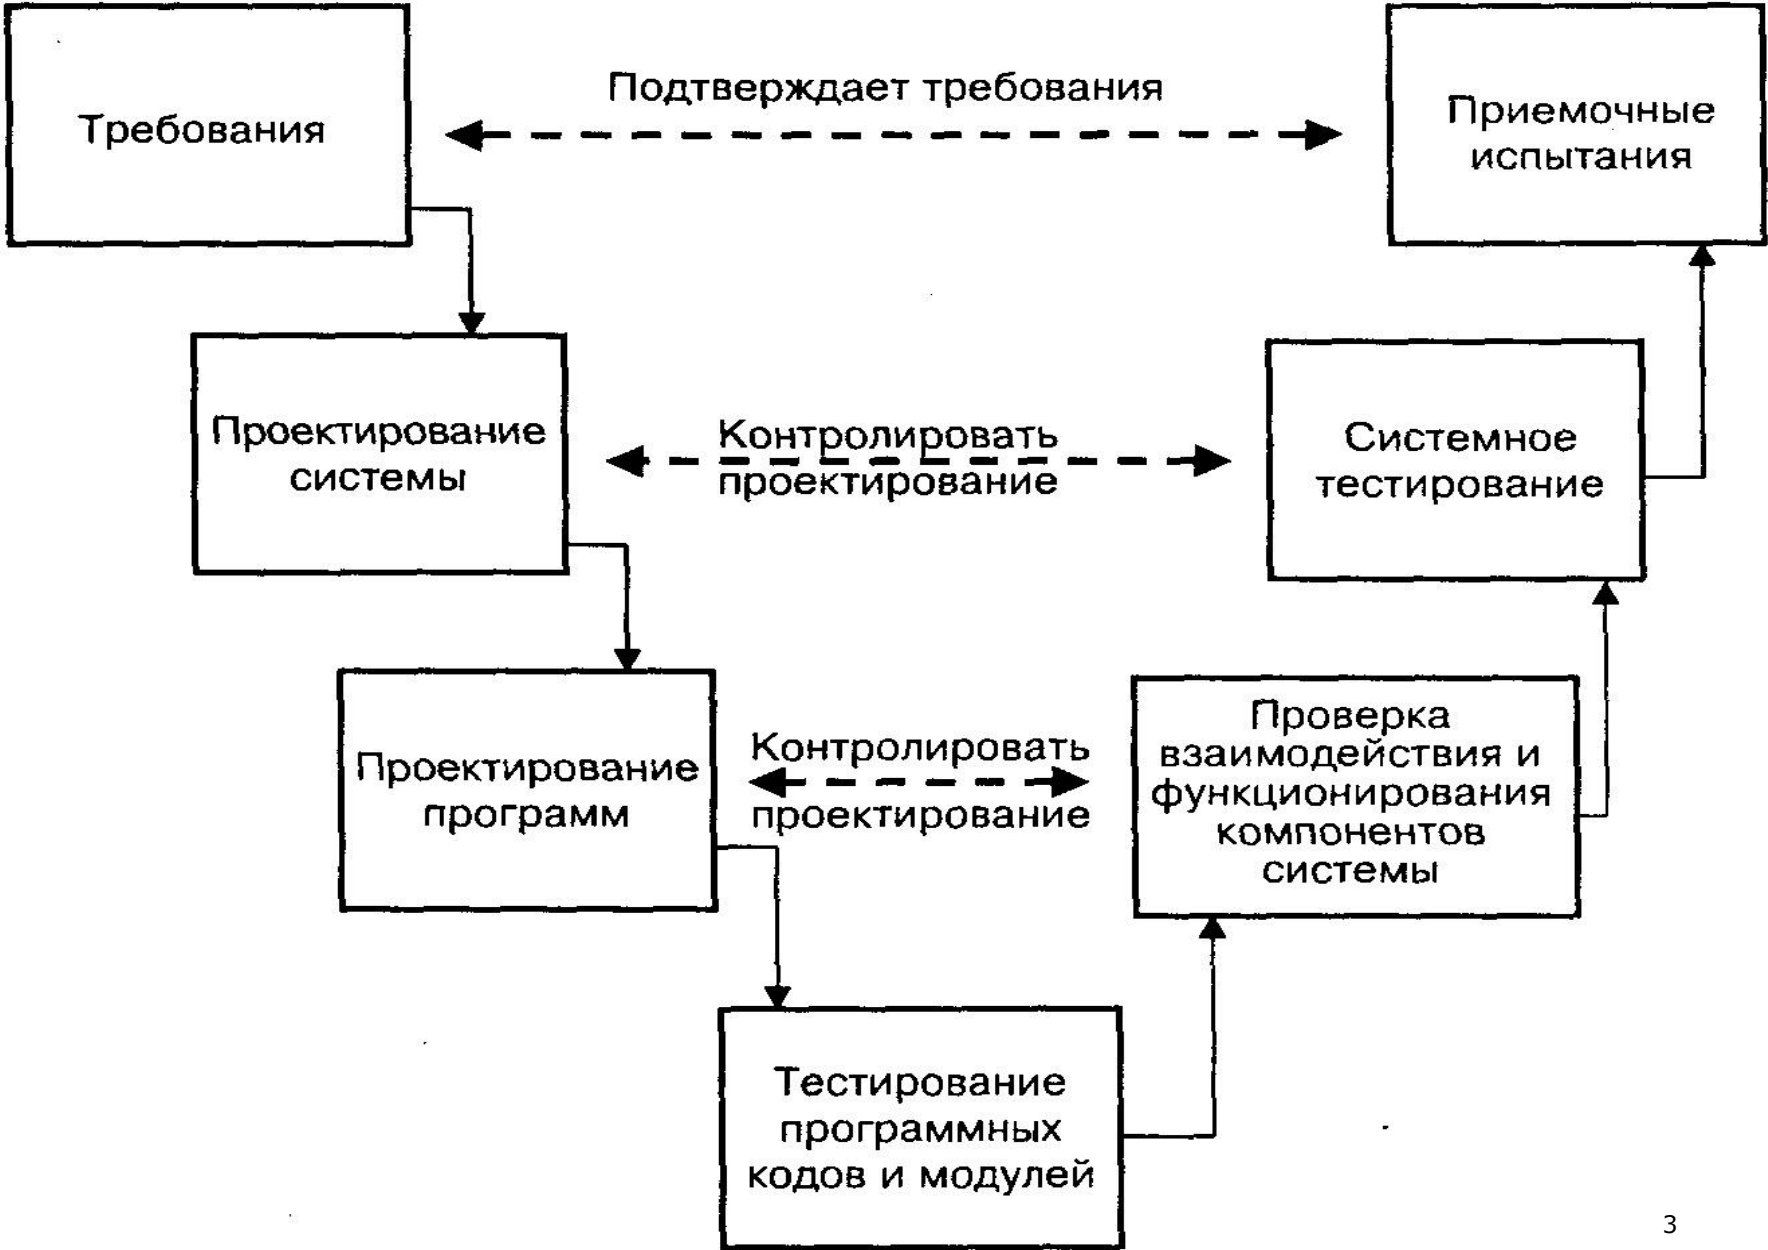 Требования
Подтверждает требования
Приемочные
испытания
Проектирование
системы
Контролировать
проектирование
Системное
тестирование
Проектирование
программ
Контролировать
проектирование
Проверка
взаимодействия и
функционирования
компонентов
системы
Тестирование
программных
кодов и модулей
3